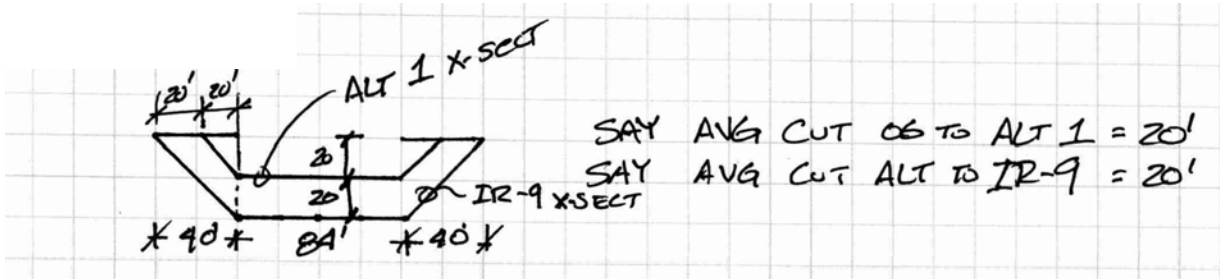 20' 20'
ALT 1 X-SECT
20
20
IR-9 X-SECT
40' 84' 40'
SAY AVG CUT OG TO ALT 1 = 20'
SAY AVG CUT ALT TO IR-9 = 20'